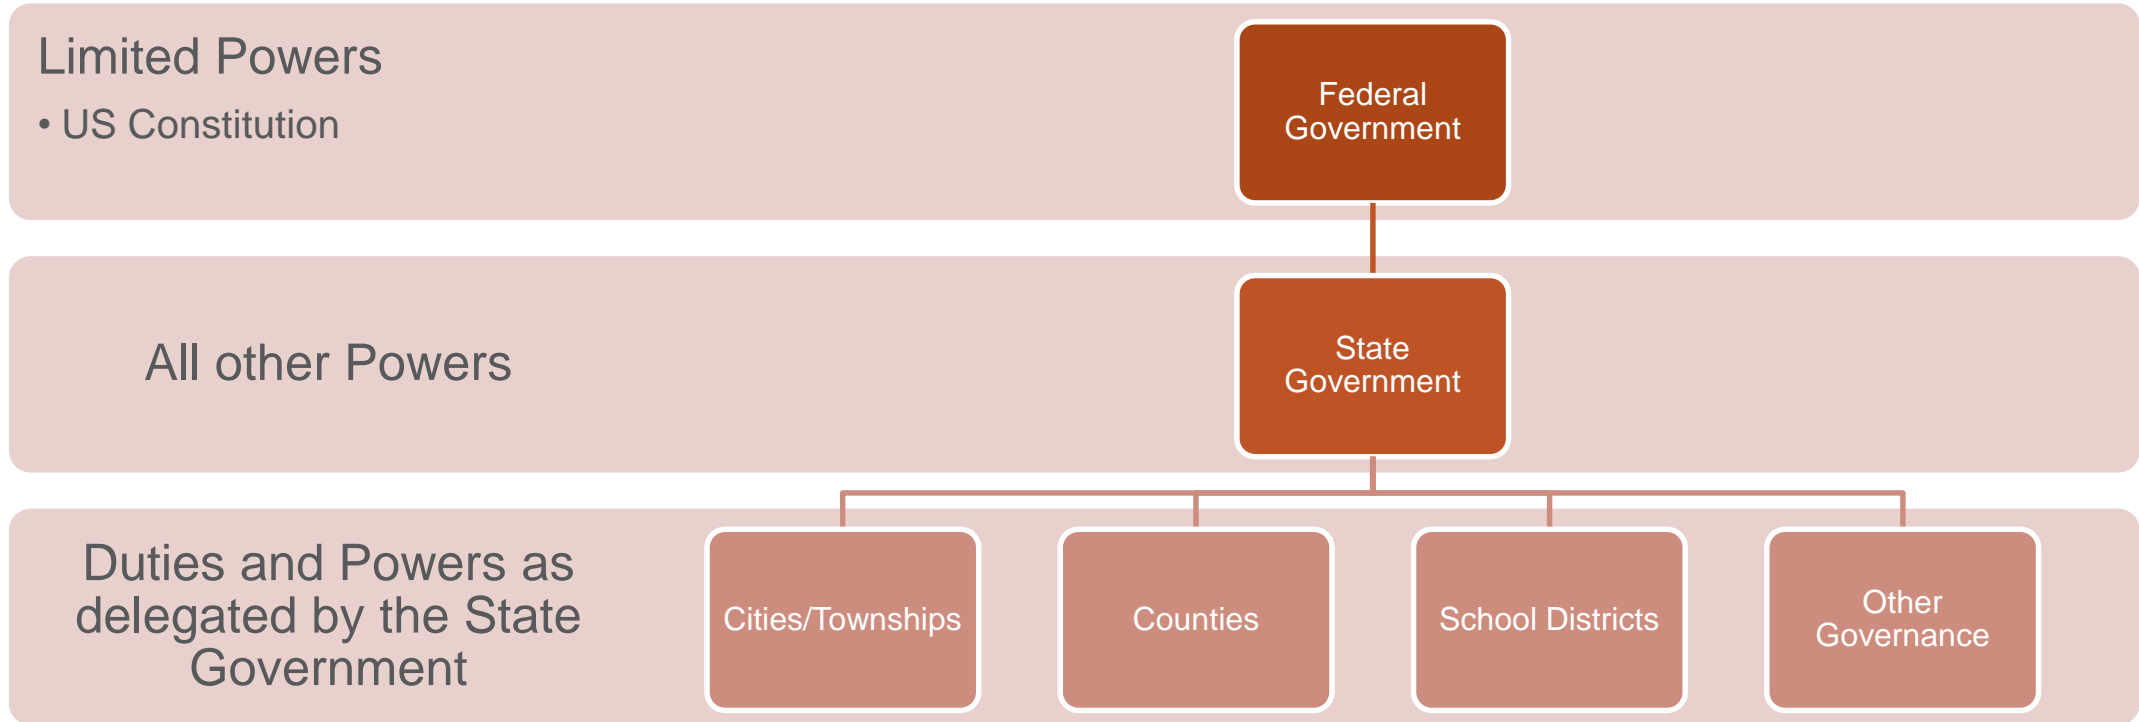 Limited Powers
• US Constitution
Federal
Government
All other Powers
State
Government
Duties and Powers as
delegated by the State
Government
Cities/Townships
Counties
School Districts
Other
Governance